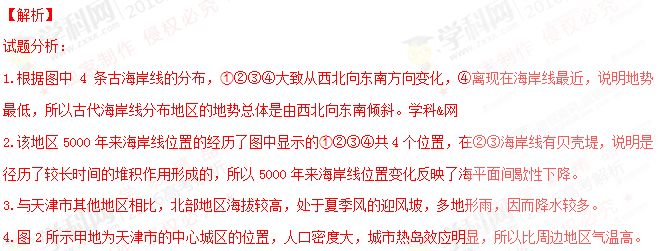 【解析】
试题分析：
1.根据图中 4 条古海岸线的分布，①②③④大致从西北向东南方向变化，④离现在海岸线最近，说明地势
最低，所以古代海岸线分布地区的地势总体是由西北向东南倾斜。学科&网
2.该地区5000年来海岸线位置的经历了图中显示的①②③④共4个位置，在②③海岸线有贝壳堤，说明是
径历了较长时间的堆积作用形成的，所以5000年来海岸线位置变化反映了海平面间歇性下降。
3.与天津市其他地区相比，北部地区海拔较高，处于夏季风的迎风坡，多地形雨，因而降水较多。
4.图2所示甲地为天津市的中心城区的位置，人口密度大，城市热岛效应明显，所以比周边地区气温高。